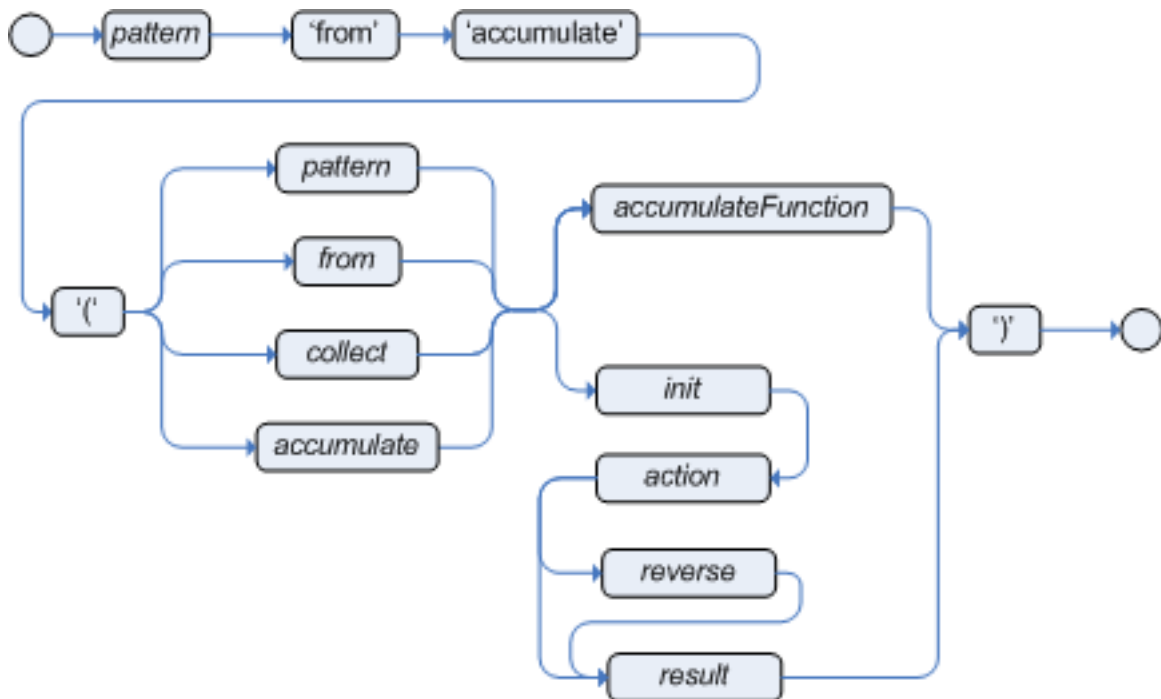 pattern
‘from’
‘accumulate’
pattern
accumulateFunction
from
‘(’
‘)’
collect
init
accumulate
action
reverse
result